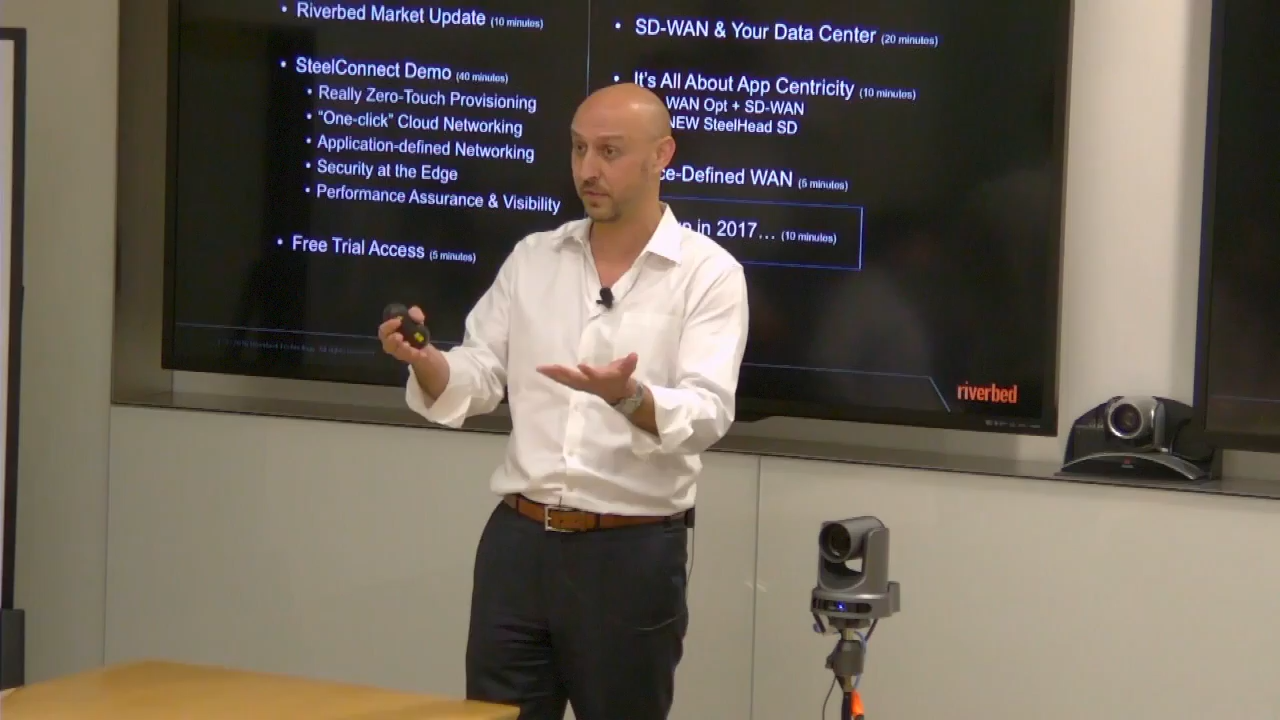 • Riverbed Market Update (10 minutes)
• SteelConnect Demo (40 minutes)
• Really Zero-Touch Provisioning
• "One-click" Cloud Networking
• Application-defined Networking
• Security at the Edge
• Performance Assurance & Visibility
• Free Trial Access (5 minutes)
• SD-WAN & Your Data Center (20 minutes)
• It's All About App Centricity (10 minutes)
WAN Opt + SD-WAN
NEW SteelHead SD
ce-Defined WAN (5 minutes)
in 2017... (10 minutes)
riverbed